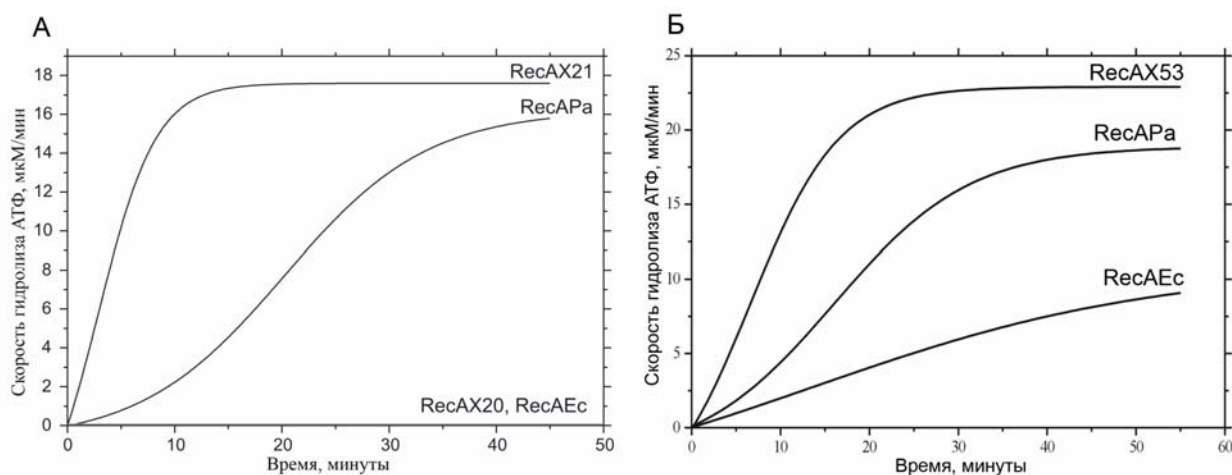 А
Скорость гидролиза АТФ, мкМ/мин
18
16
14
12
10
8
6
4
2
0
RecAX21
RecAPa
RecAX20, RecAEc
0 10 20 30 40 50
Время, минуты
Б
Скорость гидролиза АТФ, мкМ/мин
25
20
15
10
5
0
RecAX53
RecAPa
RecAEc
0 10 20 30 40 50 60
Время, минуты